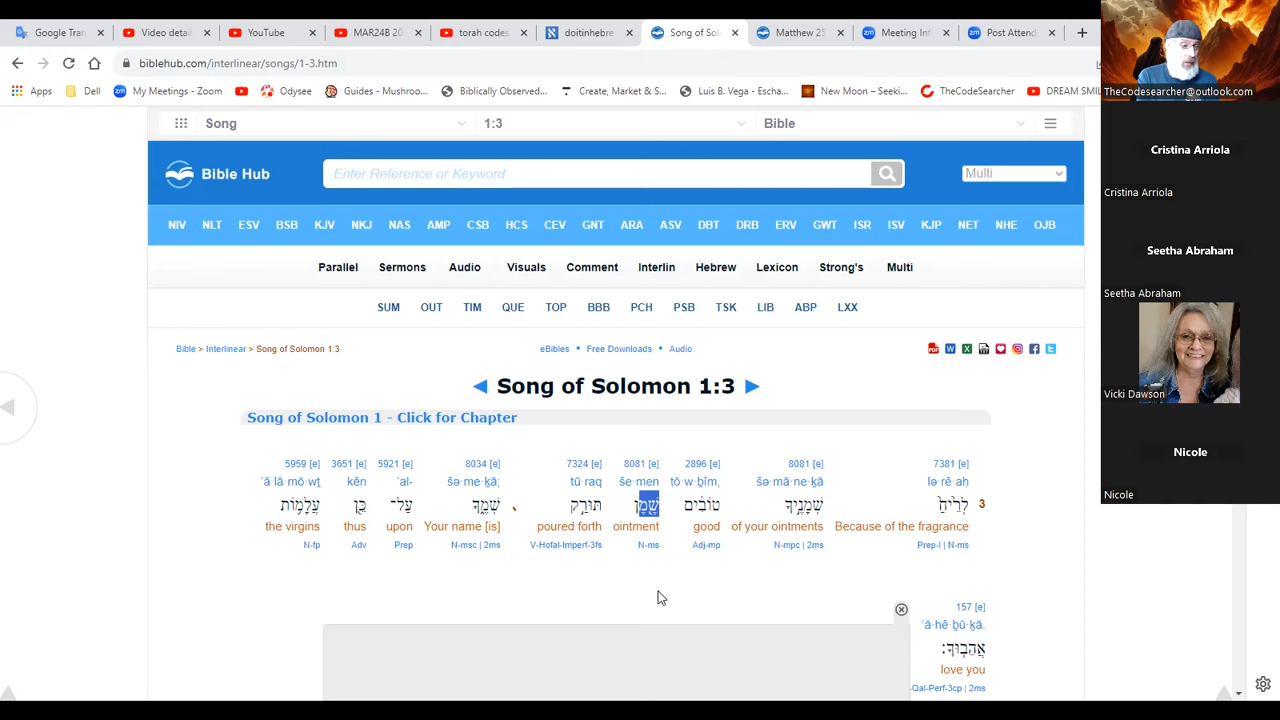 Google Tran
Video detail
YouTube
MAR24B 20
torah codes
doitinhebre
Song of Sol
Matthew 25
Meeting Inf
Post Attend
biblehub.com/interlinear/songs/1-3.htm
Apps
Dell
My Meetings - Zoom
Odysee
Guides - Mushroo...
Biblically Observed...
Create, Market & S...
Luis B. Vega - Escha...
New Moon – Seeki...
TheCodeSearcher
DREAM SMIL
TheCodesearcher@outlook.com
Cristina Arriola
Cristina Arriola
Seetha Abraham
Seetha Abraham
Vicki Dawson
Nicole
Nicole
Song 1:3 Bible
Bible Hub
Enter Reference or Keyword
Multi
NIV NLT ESV BSB KJV NKJ NAS AMP CSB HCS CEV GNT ARA ASV DBT DRB ERV GWT ISR ISV KJP NET NHE OJB
Parallel Sermons Audio Visuals Comment Interlin Hebrew Lexicon Strong's Multi
SUM OUT TIM QUE TOP BBB PCH PSB TSK LIB ABP LXX
Bible > Interlinear > Song of Solomon 1:3
eBibles • Free Downloads • Audio
◄ Song of Solomon 1:3 ►
Song of Solomon 1 - Click for Chapter
5959 [e] 3651 [e] 5921 [e] 8034 [e] 7324 [e] 8081 [e] 2896 [e] 8081 [e] 7381 [e]
‘ă·lā·mō·wṯ kên ‘al- šə·me·ḵā; tū·raq še·men ṭō·w·ḇîm, šə·mā·ne·ḵā lə·rê·aḥ
3 לְרֵ֙יחַ֙ שְׁמָנֶ֣יךָ טוֹבִ֔ים שֶׁ֖מֶן תּוּרַ֣ק שְׁמֶ֑ךָ ، עַל־ כֵּ֖ן עֲלָמ֥וֹת
the virgins thus upon Your name [is] poured forth ointment good of your ointments Because of the fragrance
N-fp Adv Prep N-msc | 2ms V-Hofal-Imperf-3fs N-ms Adj-mp N-mpc | 2ms Prep-l | N-ms
157 [e]
’ă·hê·ḇū·ḵā.
אֲהֵבֽוּךָ׃
love you
-Qal-Perf-3cp | 2ms